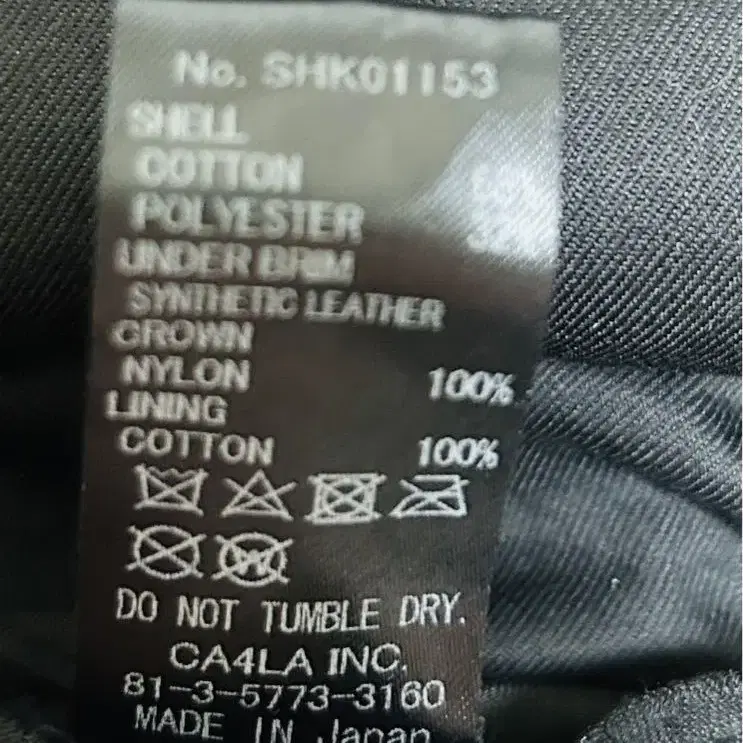 No. SHK01153
SHELL
COTTON
POLYESTER
UNDER BRIM
SYNTHETIC LEATHER
CROWN
NYLON 100%
LINING
COTTON 100%
DO NOT TUMBLE DRY.
CA4LA INC.
81-3-5773-3160
MADE IN Japan